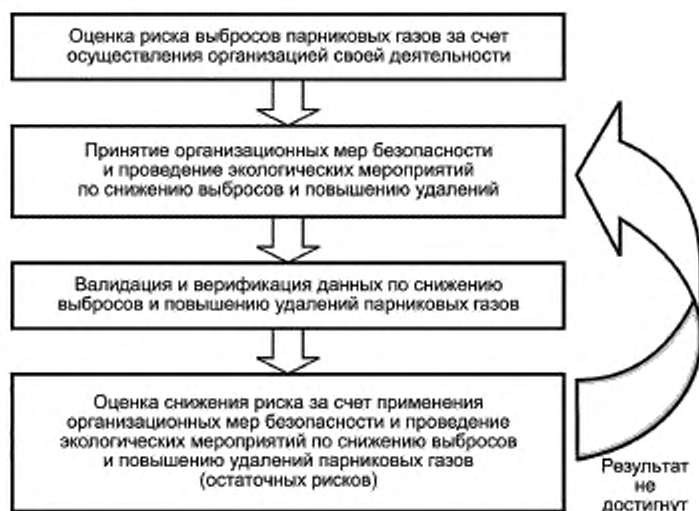 Оценка риска выбросов парниковых газов за счет
осуществления организацией своей деятельности
Принятие организационных мер безопасности
и проведение экологических мероприятий
по снижению выбросов и повышению удалений
Валидация и верификация данных по снижению
выбросов и повышению удалений парниковых газов
Оценка снижения риска за счет применения
организационных мер безопасности и проведение
экологических мероприятий по снижению выбросов
и повышению удалений парниковых газов
(остаточных рисков)
Результат
не
достигнут